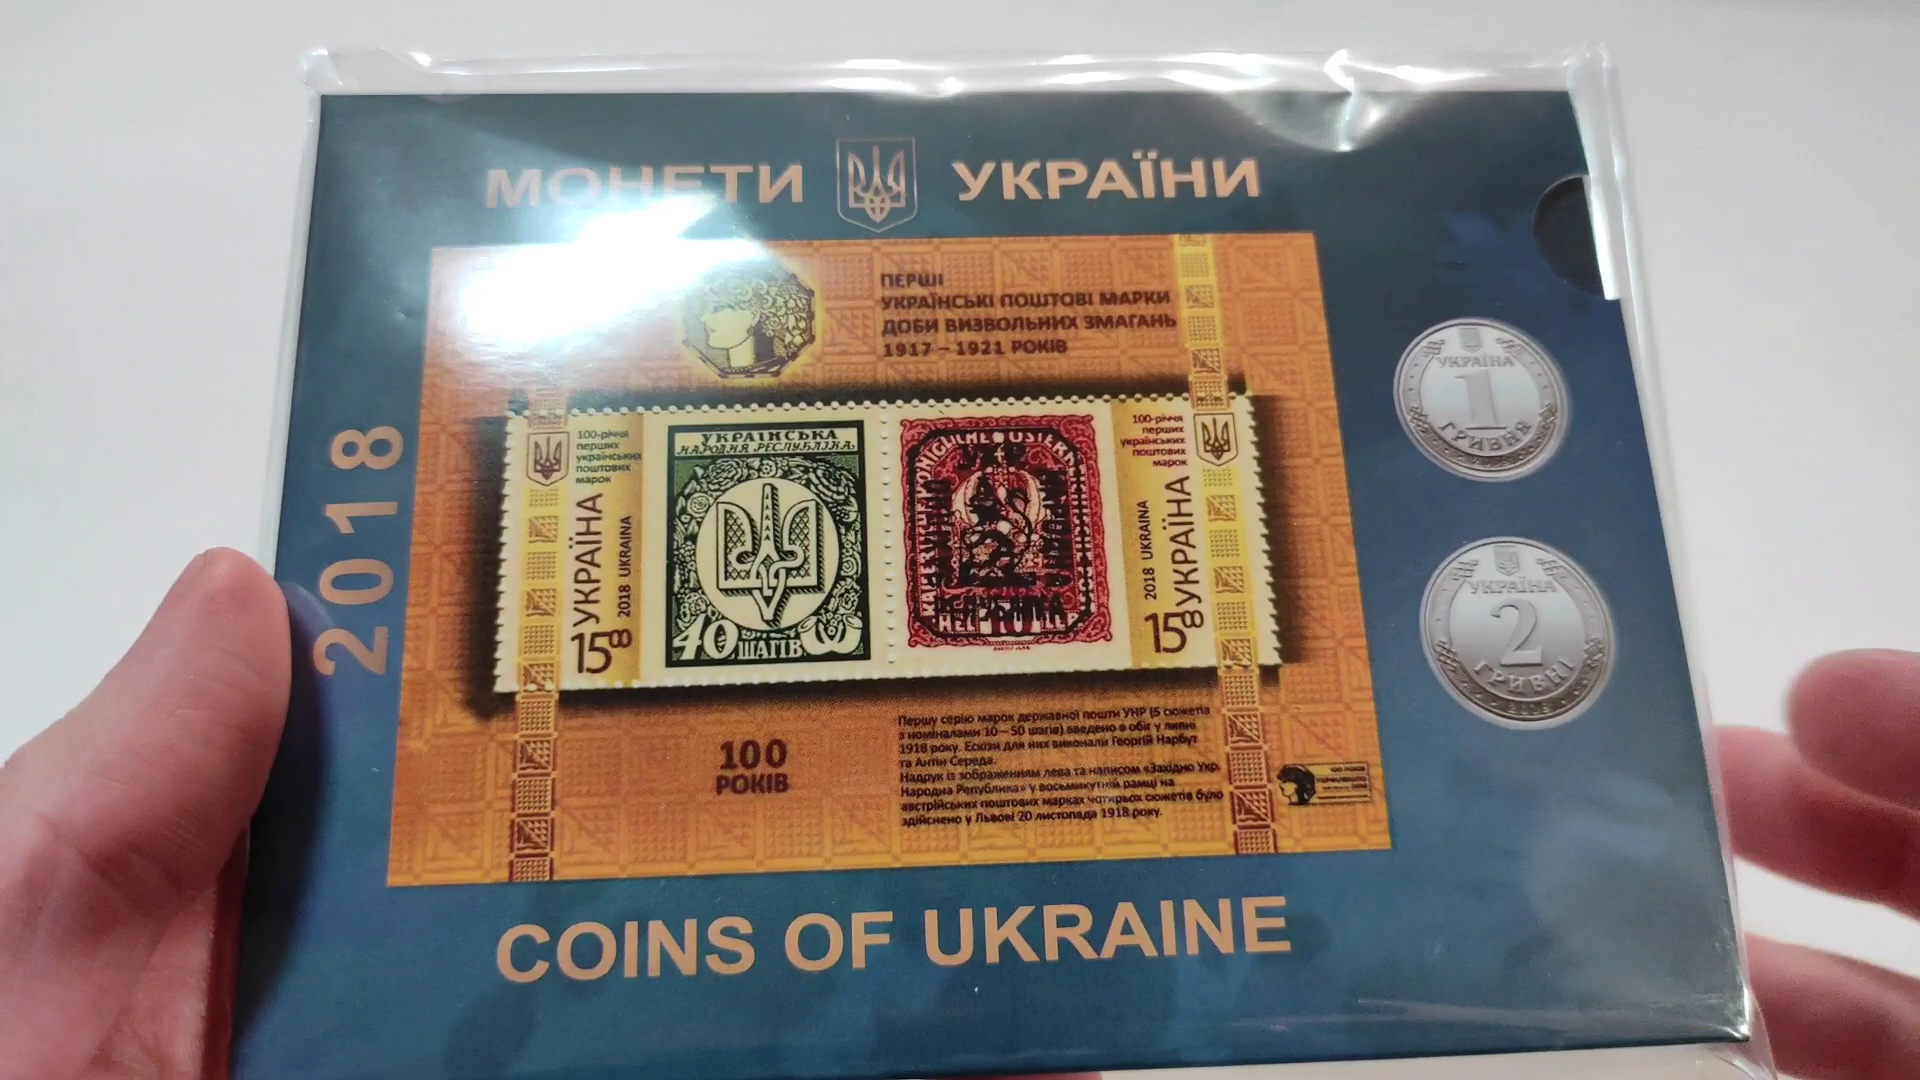 МОНЕТИ УКРАЇНИ
2018
ПЕРШІ
УКРАЇНСЬКІ ПОШТОВІ МАРКИ
ДОБИ ВИЗВОЛЬНИХ ЗМАГАНЬ
1917 – 1921 РОКІВ
100-річчя
перших
українських
поштових
марок
УКРАЇНА
2018 UKRAINA
15 8
УКРАЇНСЬКА
НАРОДНЯ РЕСПУБЛІКА
40 ШАГІВ
100-річчя
перших
українських
поштових
марок
2018 UKRAINA
УКРАЇНА
15 8
100
РОКІВ
Першу серію марок державної пошти УНР (5 сюжетів
з номіналами 10 – 50 шагів) введено в обіг у липні
1918 року. Ескізи для них виконали Георгій Нарбут
та Антін Середа.
Надрук із зображенням лева та написом «Західно Укр.
Народна Република» у восьмикутній рамці на
австрійських поштових марках чотирьох сюжетів було
здійснено у Львові 20 листопада 1918 року.
УКРАЇНА
1
ГРИВНЯ
УКРАЇНА
2
ГРИВНІ
2018
COINS OF UKRAINE